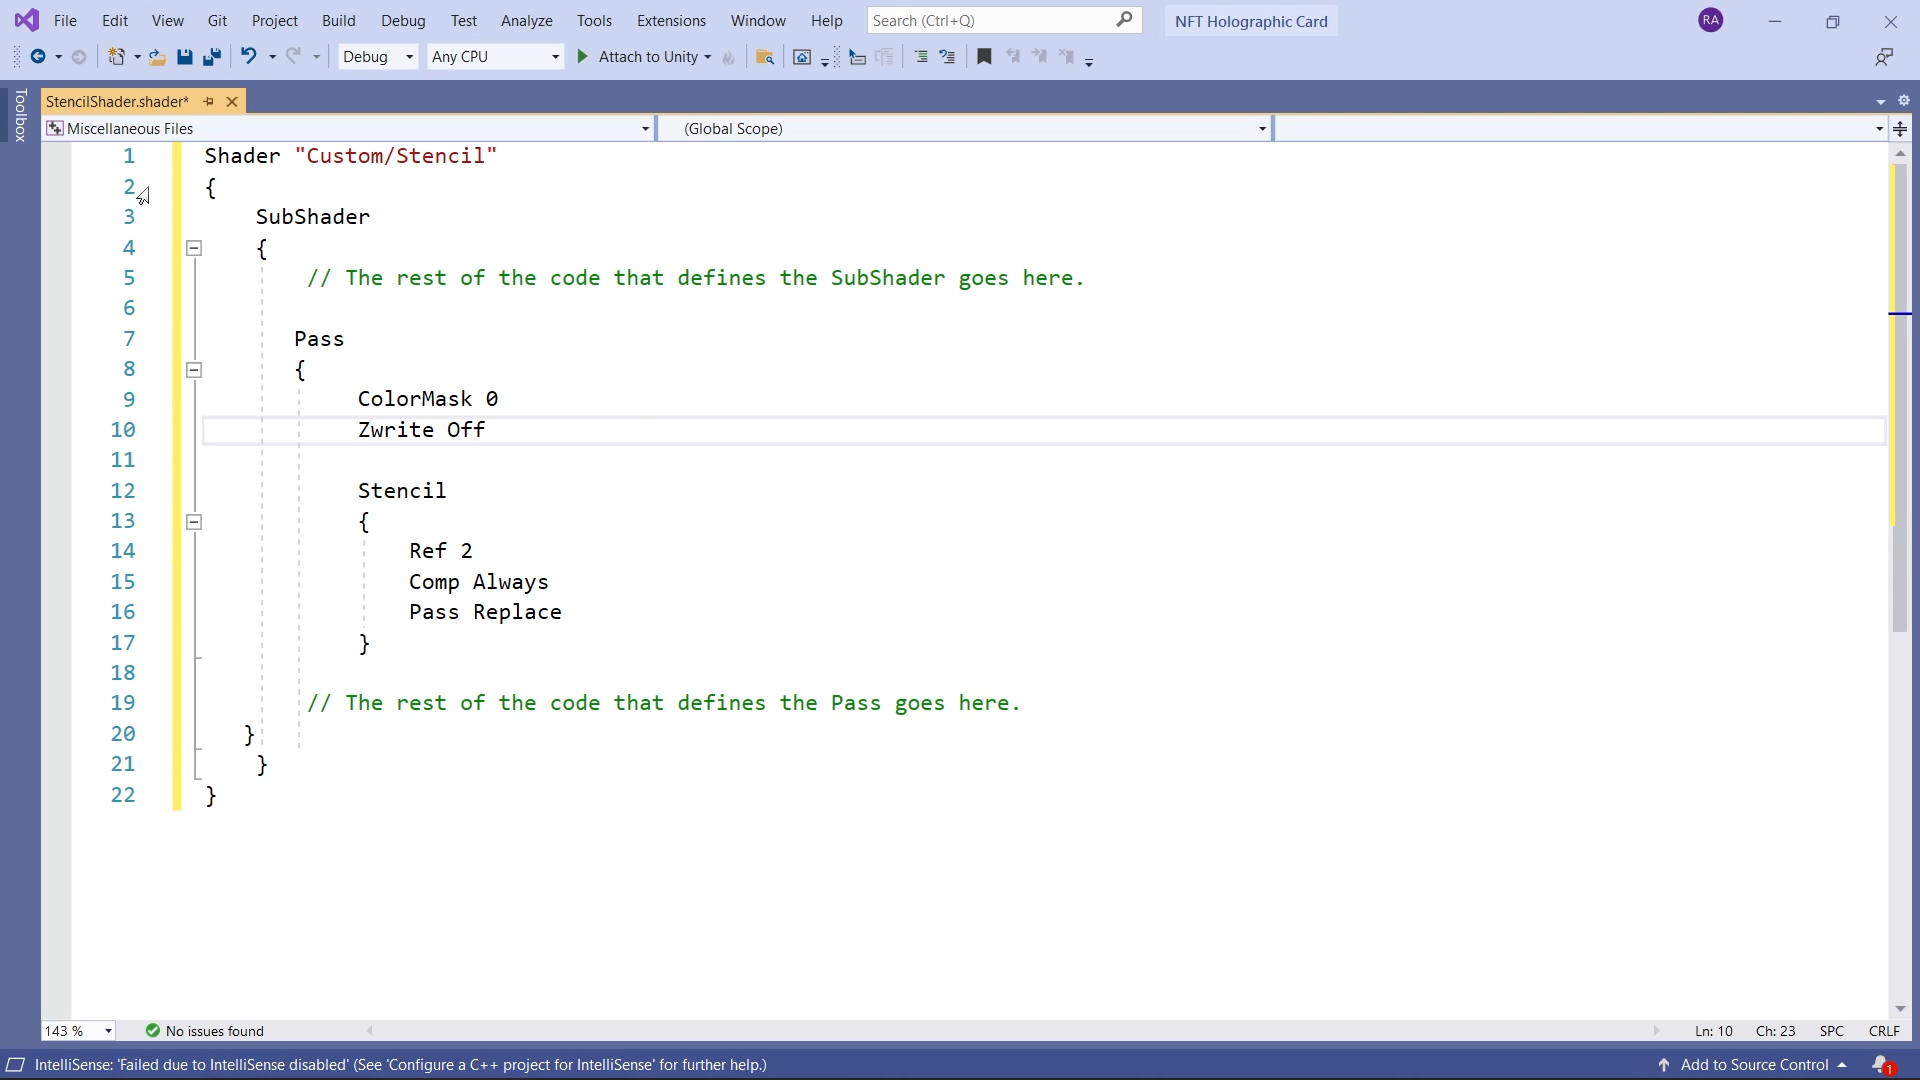 File Edit View Git Project Build Debug Test Analyze Tools Extensions Window Help Search (Ctrl+Q) NFT Holographic Card RA
Debug Any CPU Attach to Unity
Toolbox
StencilShader.shader*
Miscellaneous Files (Global Scope)
1 Shader "Custom/Stencil"
2 {
3 SubShader
4 {
5 // The rest of the code that defines the SubShader goes here.
6
7 Pass
8 {
9 ColorMask 0
10 Zwrite Off
11
12 Stencil
13 {
14 Ref 2
15 Comp Always
16 Pass Replace
17 }
18
19 // The rest of the code that defines the Pass goes here.
20 }
21 }
22 }
143 % No issues found Ln: 10 Ch: 23 SPC CRLF
IntelliSense: 'Failed due to IntelliSense disabled' (See 'Configure a C++ project for IntelliSense' for further help.) Add to Source Control 1